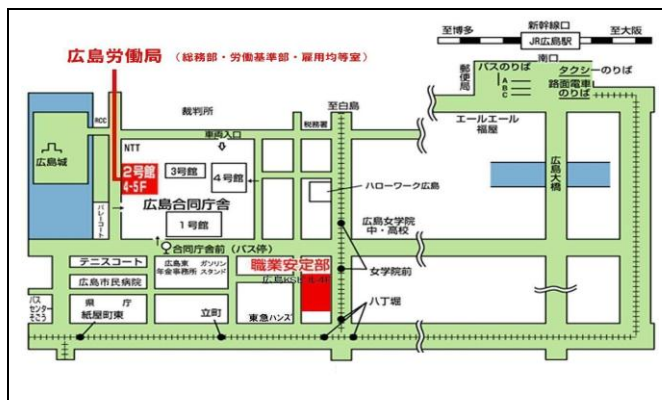 広島労働局 (総務部・労働基準部・雇用均等室)
至博多
新幹線口
至大阪
JR広島駅
南口
郵便局
バスのりば
A
B
C
タクシーのりば
路面電車
のりば
エールエール
福屋
広島大橋
RCC
裁判所
車両入口
税務署
至白島
広島城
NTT
2号館
4-5F
3号館
4号館
ハローワーク広島
広島合同庁舎
1号館
バレーコート
広島女学院
中・高校
合同庁舎前(バス停)
テニスコート
広島東
年金事務所
ガソリン
スタンド
職業安定部
女学院前
広島市民病院
バス
センター
そごう
県庁
紙屋町東
立町
東急ハンズ
八丁堀